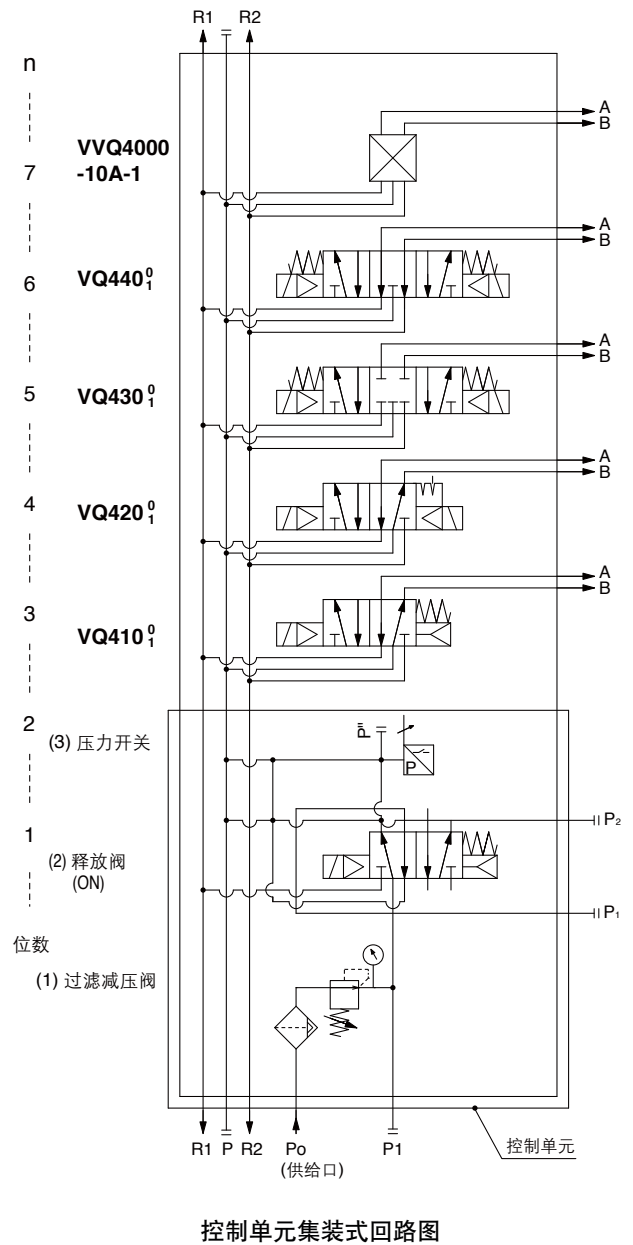 R1 R2
n
A
B
VVQ4000
-10A-1
7
A
B
6
VQ440 0 1
A
B
5
VQ430 0 1
A
B
4
VQ420 0 1
A
B
3
VQ410 0 1
2
(3) 压力开关
P"
P
1
P2
(2) 释放阀
(ON)
P1
位数
(1) 过滤减压阀
R1 P R2 Po P1
(供给口)
控制单元
控制单元集装式回路图